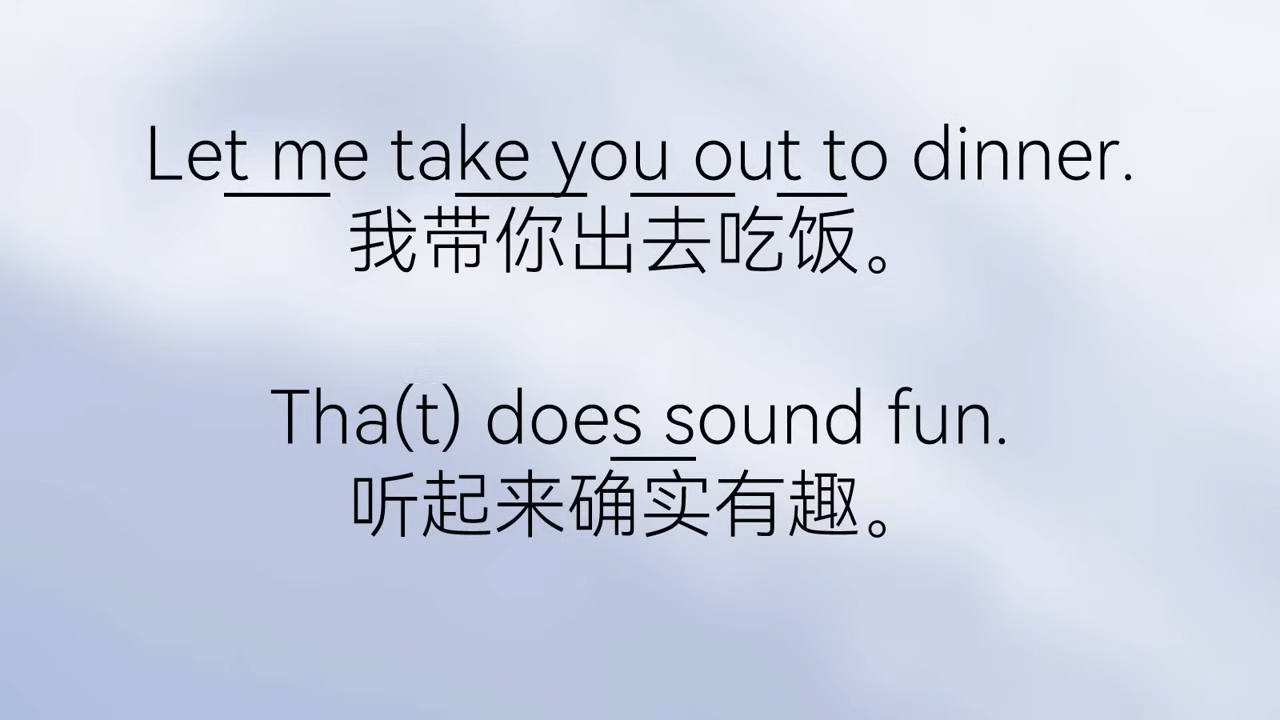 Let me take you out to dinner.
我带你出去吃饭。
Tha(t) does sound fun.
听起来确实有趣。